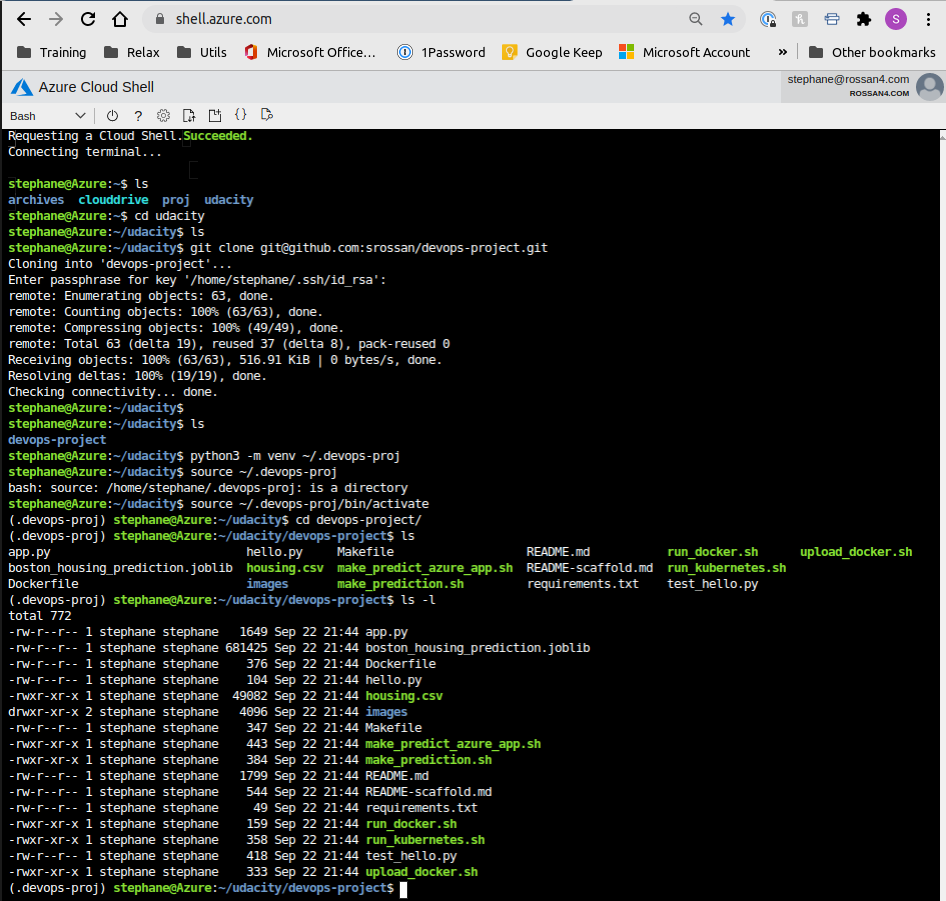 shell.azure.com
S
Training Relax Utils Microsoft Office… 1Password Google Keep Microsoft Account » Other bookmarks
Azure Cloud Shell
stephane@rossan4.com
ROSSAN4.COM
Bash ? {}
Requesting a Cloud Shell.Succeeded.
Connecting terminal...
stephane@Azure:~$ ls
archives clouddrive proj udacity
stephane@Azure:~$ cd udacity
stephane@Azure:~/udacity$ ls
stephane@Azure:~/udacity$ git clone git@github.com:srossan/devops-project.git
Cloning into 'devops-project'...
Enter passphrase for key '/home/stephane/.ssh/id_rsa':
remote: Enumerating objects: 63, done.
remote: Counting objects: 100% (63/63), done.
remote: Compressing objects: 100% (49/49), done.
remote: Total 63 (delta 19), reused 37 (delta 8), pack-reused 0
Receiving objects: 100% (63/63), 516.91 KiB | 0 bytes/s, done.
Resolving deltas: 100% (19/19), done.
Checking connectivity... done.
stephane@Azure:~/udacity$
stephane@Azure:~/udacity$ ls
devops-project
stephane@Azure:~/udacity$ python3 -m venv ~/.devops-proj
stephane@Azure:~/udacity$ source ~/.devops-proj
bash: source: /home/stephane/.devops-proj: is a directory
stephane@Azure:~/udacity$ source ~/.devops-proj/bin/activate
(.devops-proj) stephane@Azure:~/udacity$ cd devops-project/
(.devops-proj) stephane@Azure:~/udacity/devops-project$ ls
app.py hello.py Makefile README.md run_docker.sh upload_docker.sh
boston_housing_prediction.joblib housing.csv make_predict_azure_app.sh README-scaffold.md run_kubernetes.sh
Dockerfile images make_prediction.sh requirements.txt test_hello.py
(.devops-proj) stephane@Azure:~/udacity/devops-project$ ls -l
total 772
-rw-r--r-- 1 stephane stephane 1649 Sep 22 21:44 app.py
-rw-r--r-- 1 stephane stephane 681425 Sep 22 21:44 boston_housing_prediction.joblib
-rw-r--r-- 1 stephane stephane 376 Sep 22 21:44 Dockerfile
-rw-r--r-- 1 stephane stephane 104 Sep 22 21:44 hello.py
-rwxr-xr-x 1 stephane stephane 49082 Sep 22 21:44 housing.csv
drwxr-xr-x 2 stephane stephane 4096 Sep 22 21:44 images
-rw-r--r-- 1 stephane stephane 347 Sep 22 21:44 Makefile
-rwxr-xr-x 1 stephane stephane 443 Sep 22 21:44 make_predict_azure_app.sh
-rwxr-xr-x 1 stephane stephane 384 Sep 22 21:44 make_prediction.sh
-rw-r--r-- 1 stephane stephane 1799 Sep 22 21:44 README.md
-rw-r--r-- 1 stephane stephane 544 Sep 22 21:44 README-scaffold.md
-rw-r--r-- 1 stephane stephane 49 Sep 22 21:44 requirements.txt
-rwxr-xr-x 1 stephane stephane 159 Sep 22 21:44 run_docker.sh
-rwxr-xr-x 1 stephane stephane 358 Sep 22 21:44 run_kubernetes.sh
-rw-r--r-- 1 stephane stephane 418 Sep 22 21:44 test_hello.py
-rwxr-xr-x 1 stephane stephane 333 Sep 22 21:44 upload_docker.sh
(.devops-proj) stephane@Azure:~/udacity/devops-project$